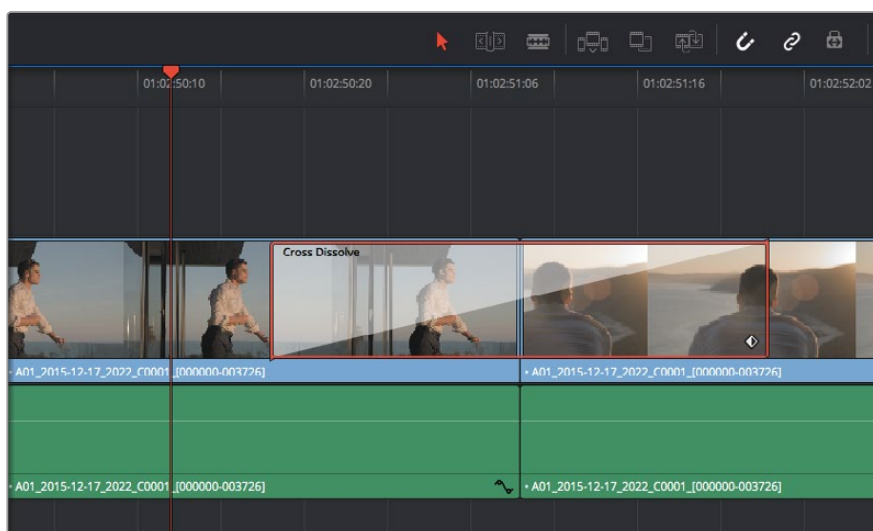 01:02:50:10
01:02:50:20
01:02:51:06
01:02:51:16
01:02:52:02
Cross Dissolve
A01_2015-12-17_2022_C0001_[000000-003726]
• A01_2015-12-17_2022_C0001_[000000-003726]
A01_2015-12-17_2022_C0001_[000000-003726]
• A01_2015-12-17_2022_C0001_[000000-003726]